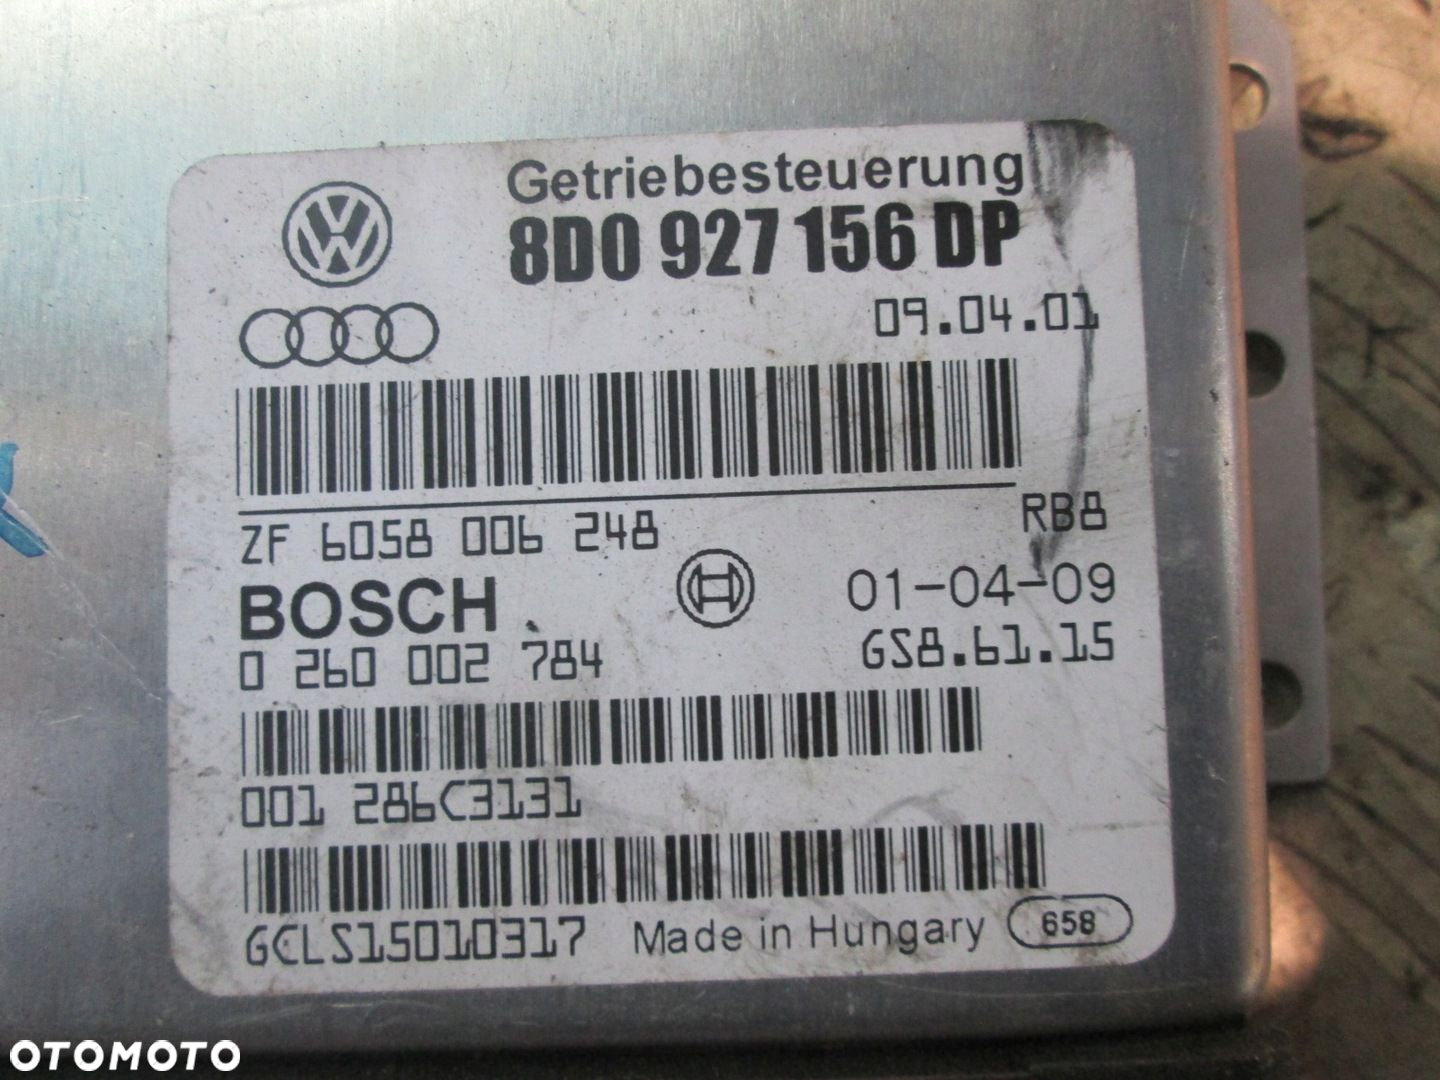 Getriebesteuerung
8D0 927 156 DP
09.04.01
ZF 6058 006 248
RB8
BOSCH
01-04-09
0 260 002 784
GS8.61.15
001 286C3131
GCLS15010317
Made in Hungary
658
OTOMOTO